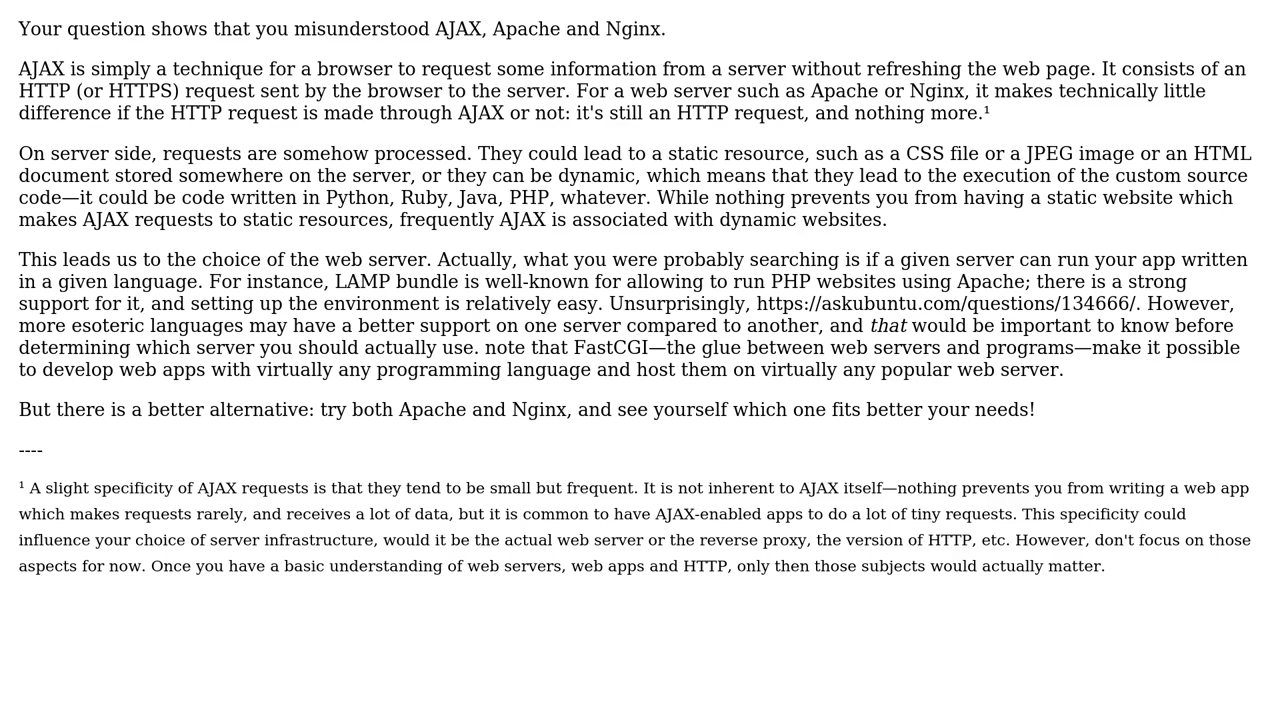 Your question shows that you misunderstood AJAX, Apache and Nginx.
AJAX is simply a technique for a browser to request some information from a server without refreshing the web page. It consists of an
HTTP (or HTTPS) request sent by the browser to the server. For a web server such as Apache or Nginx, it makes technically little
difference if the HTTP request is made through AJAX or not: it's still an HTTP request, and nothing more.¹
On server side, requests are somehow processed. They could lead to a static resource, such as a CSS file or a JPEG image or an HTML
document stored somewhere on the server, or they can be dynamic, which means that they lead to the execution of the custom source
code—it could be code written in Python, Ruby, Java, PHP, whatever. While nothing prevents you from having a static website which
makes AJAX requests to static resources, frequently AJAX is associated with dynamic websites.
This leads us to the choice of the web server. Actually, what you were probably searching is if a given server can run your app written
in a given language. For instance, LAMP bundle is well-known for allowing to run PHP websites using Apache; there is a strong
support for it, and setting up the environment is relatively easy. Unsurprisingly, https://askubuntu.com/questions/134666/. However,
more esoteric languages may have a better support on one server compared to another, and that would be important to know before
determining which server you should actually use. note that FastCGI—the glue between web servers and programs—make it possible
to develop web apps with virtually any programming language and host them on virtually any popular web server.
But there is a better alternative: try both Apache and Nginx, and see yourself which one fits better your needs!
----
¹ A slight specificity of AJAX requests is that they tend to be small but frequent. It is not inherent to AJAX itself—nothing prevents you from writing a web app
which makes requests rarely, and receives a lot of data, but it is common to have AJAX-enabled apps to do a lot of tiny requests. This specificity could
influence your choice of server infrastructure, would it be the actual web server or the reverse proxy, the version of HTTP, etc. However, don't focus on those
aspects for now. Once you have a basic understanding of web servers, web apps and HTTP, only then those subjects would actually matter.